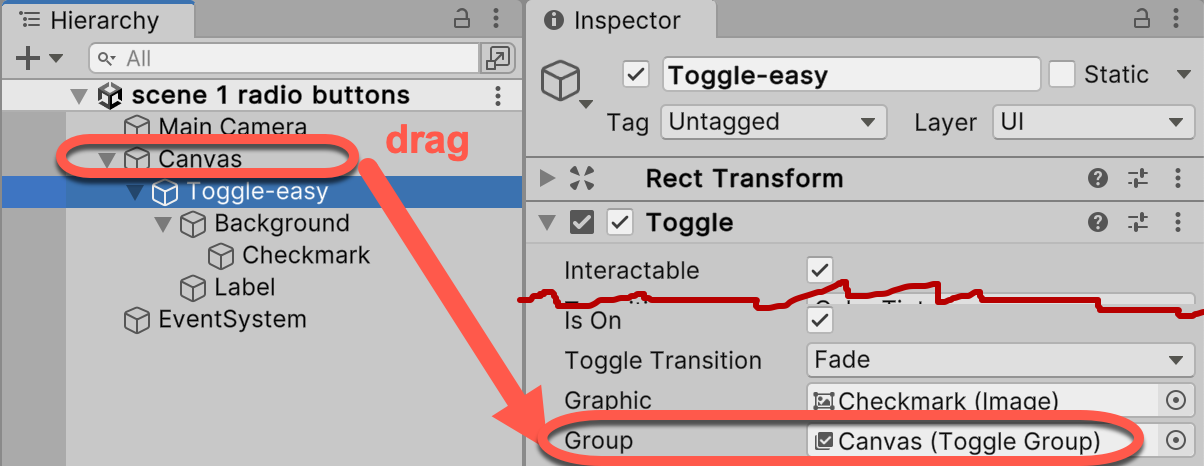 Hierarchy
All
scene 1 radio buttons
Main Camera
Canvas
Toggle-easy
Background
Checkmark
Label
EventSystem
drag
Inspector
Toggle-easy
Static
Tag Untagged Layer UI
Rect Transform
Toggle
Interactable
Is On
Toggle Transition Fade
Graphic Checkmark (Image)
Group Canvas (Toggle Group)